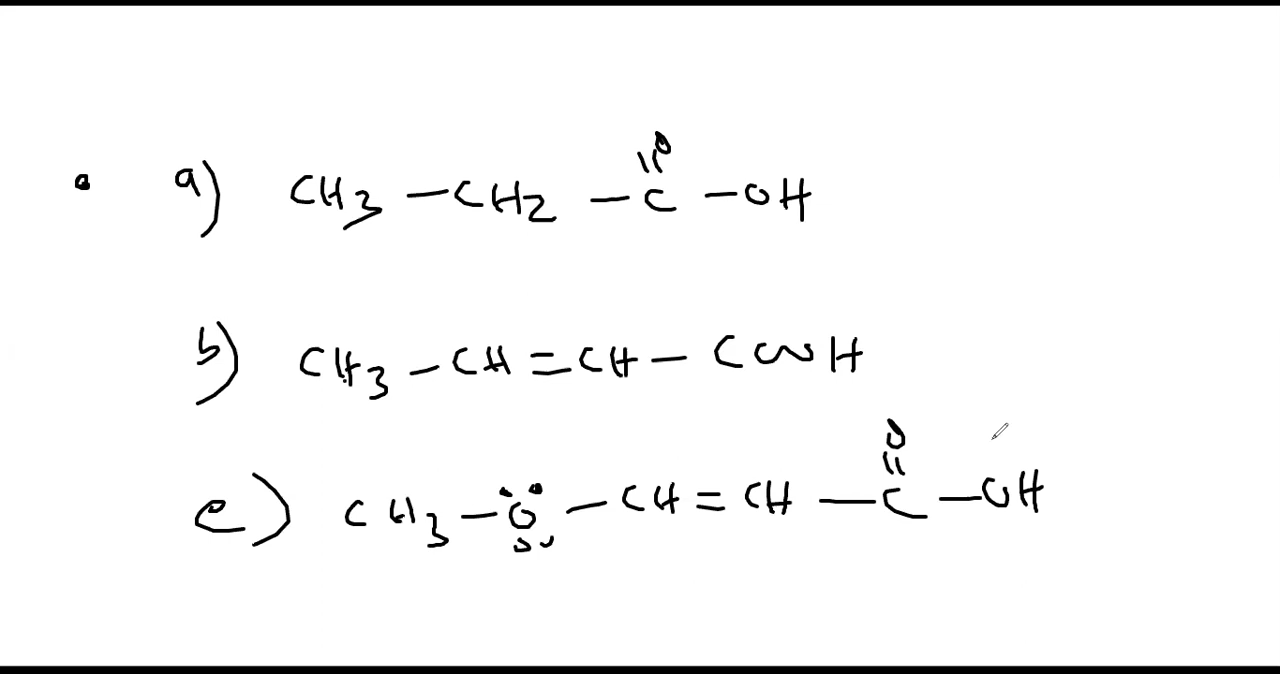 a) CH3 – CH2 – C(=O) – OH
b) CH3 – CH = CH – COOH
c) CH3 – O – CH = CH – C(=O) – OH